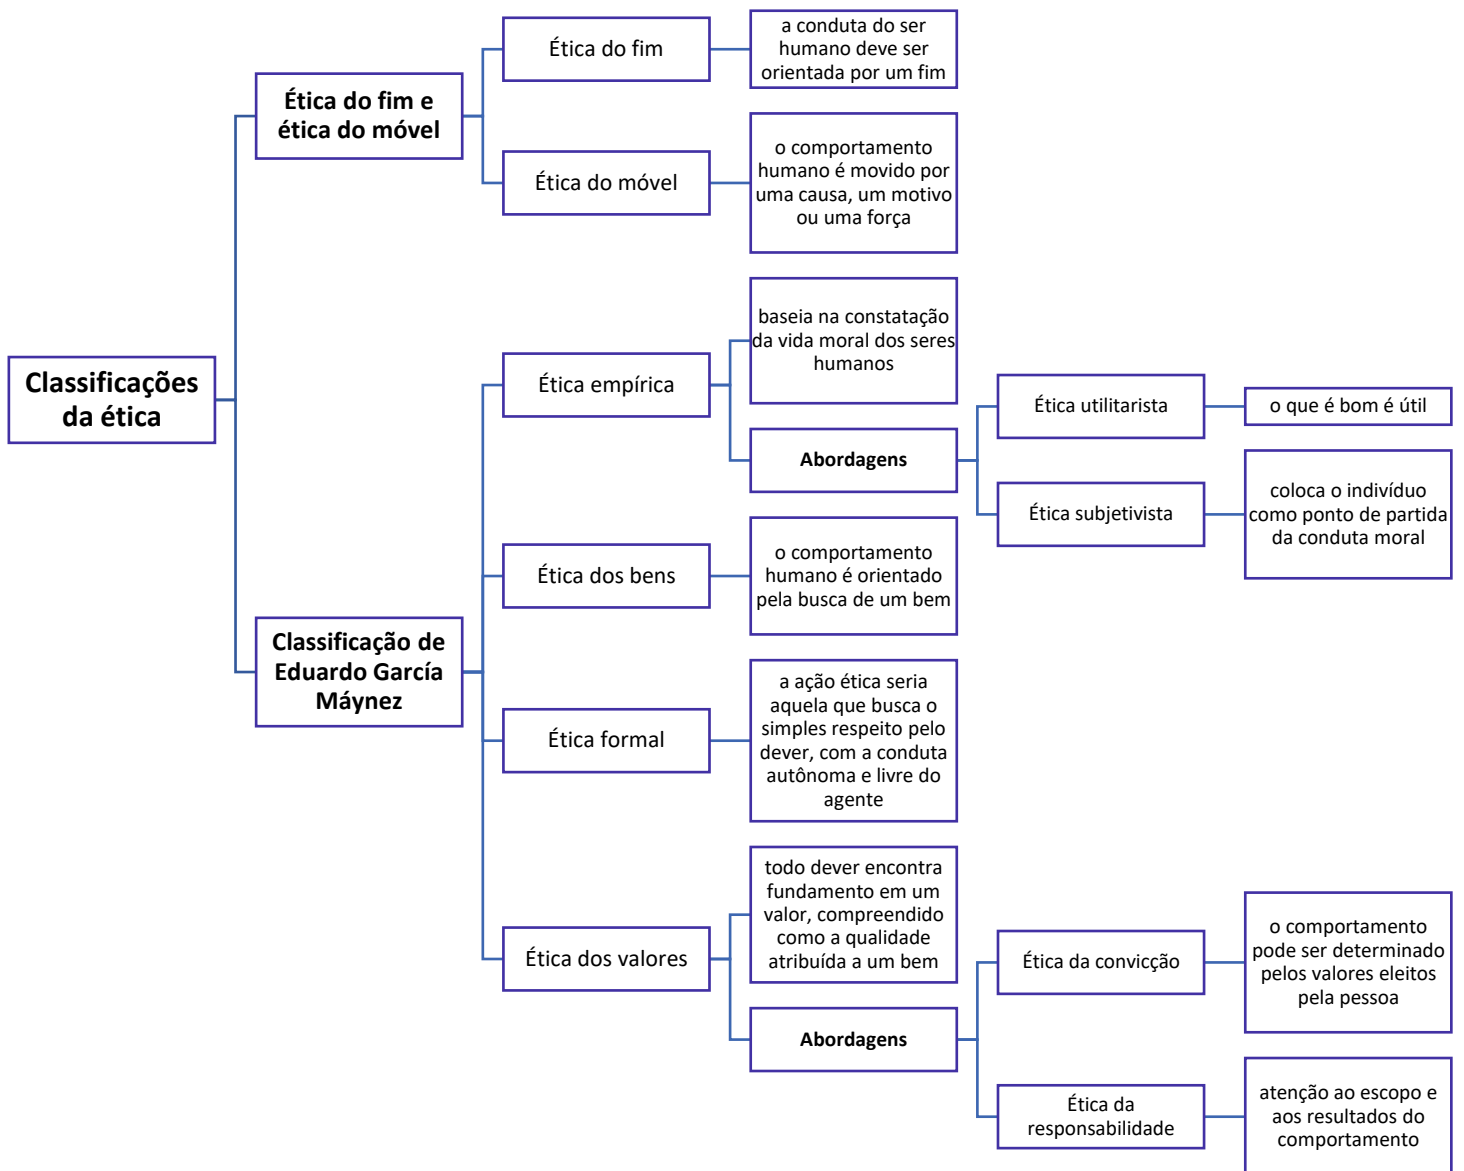 Classificações
da ética
Ética do fim e
ética do móvel
Ética do fim
a conduta do ser
humano deve ser
orientada por um fim
Ética do móvel
o comportamento
humano é movido por
uma causa, um motivo
ou uma força
Classificação de
Eduardo García
Máynez
Ética empírica
baseia na constatação
da vida moral dos seres
humanos
Abordagens
Ética utilitarista
o que é bom é útil
Ética subjetivista
coloca o indivíduo
como ponto de partida
da conduta moral
Ética dos bens
o comportamento
humano é orientado
pela busca de um bem
Ética formal
a ação ética seria
aquela que busca o
simples respeito pelo
dever, com a conduta
autônoma e livre do
agente
Ética dos valores
todo dever encontra
fundamento em um
valor, compreendido
como a qualidade
atribuída a um bem
Abordagens
Ética da convicção
o comportamento
pode ser determinado
pelos valores eleitos
pela pessoa
Ética da
responsabilidade
atenção ao escopo e
aos resultados do
comportamento